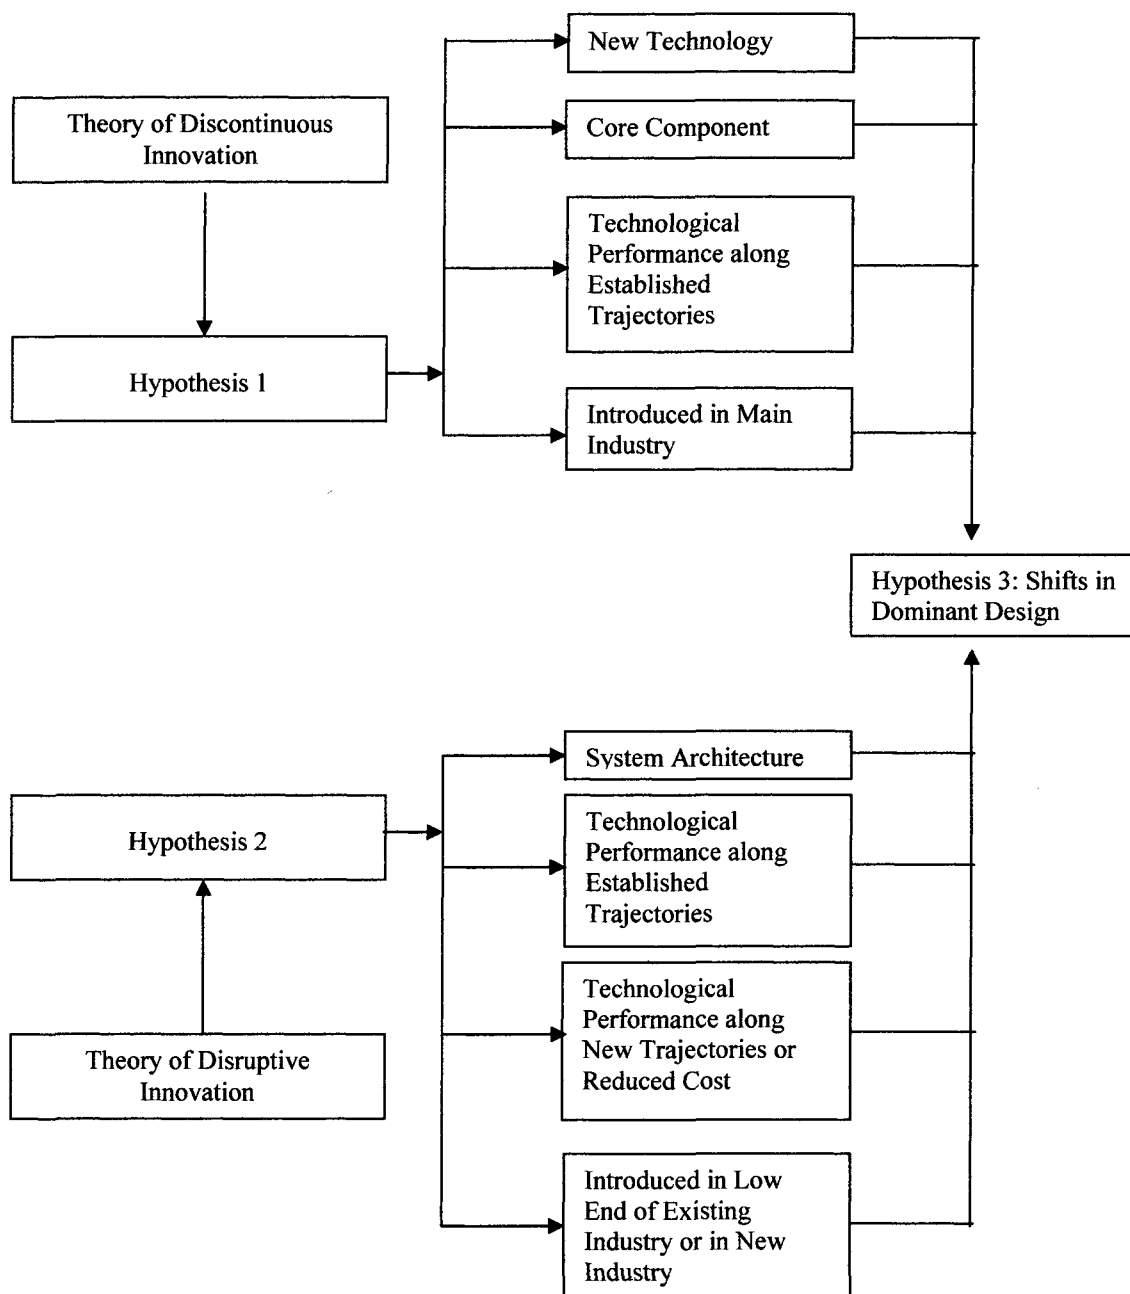 New Technology
Theory of Discontinuous
Innovation
Core Component
Technological
Performance along
Established
Trajectories
Hypothesis 1
Introduced in Main
Industry
Hypothesis 3: Shifts in
Dominant Design
System Architecture
Hypothesis 2
Technological
Performance along
Established
Trajectories
Technological
Performance along
New Trajectories or
Reduced Cost
Theory of Disruptive
Innovation
Introduced in Low
End of Existing
Industry or in New
Industry